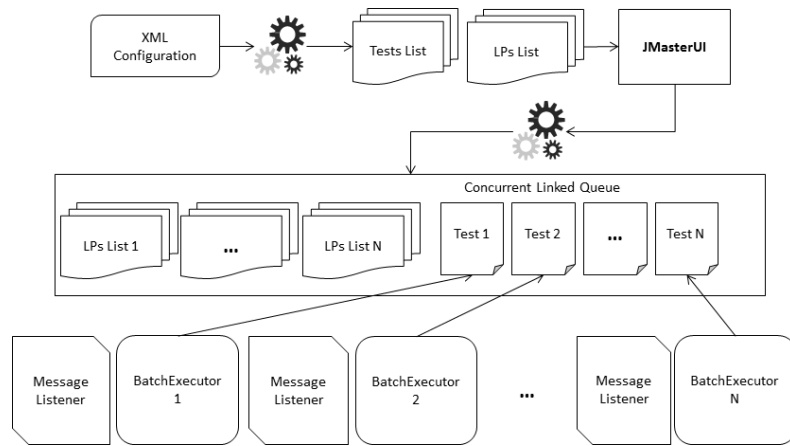 XML
Configuration
Tests List
LPs List
JMasterUI
Concurrent Linked Queue
LPs List 1
...
LPs List N
Test 1
Test 2
...
Test N
Message
Listener
BatchExecutor
1
Message
Listener
BatchExecutor
2
...
Message
Listener
BatchExecutor
N